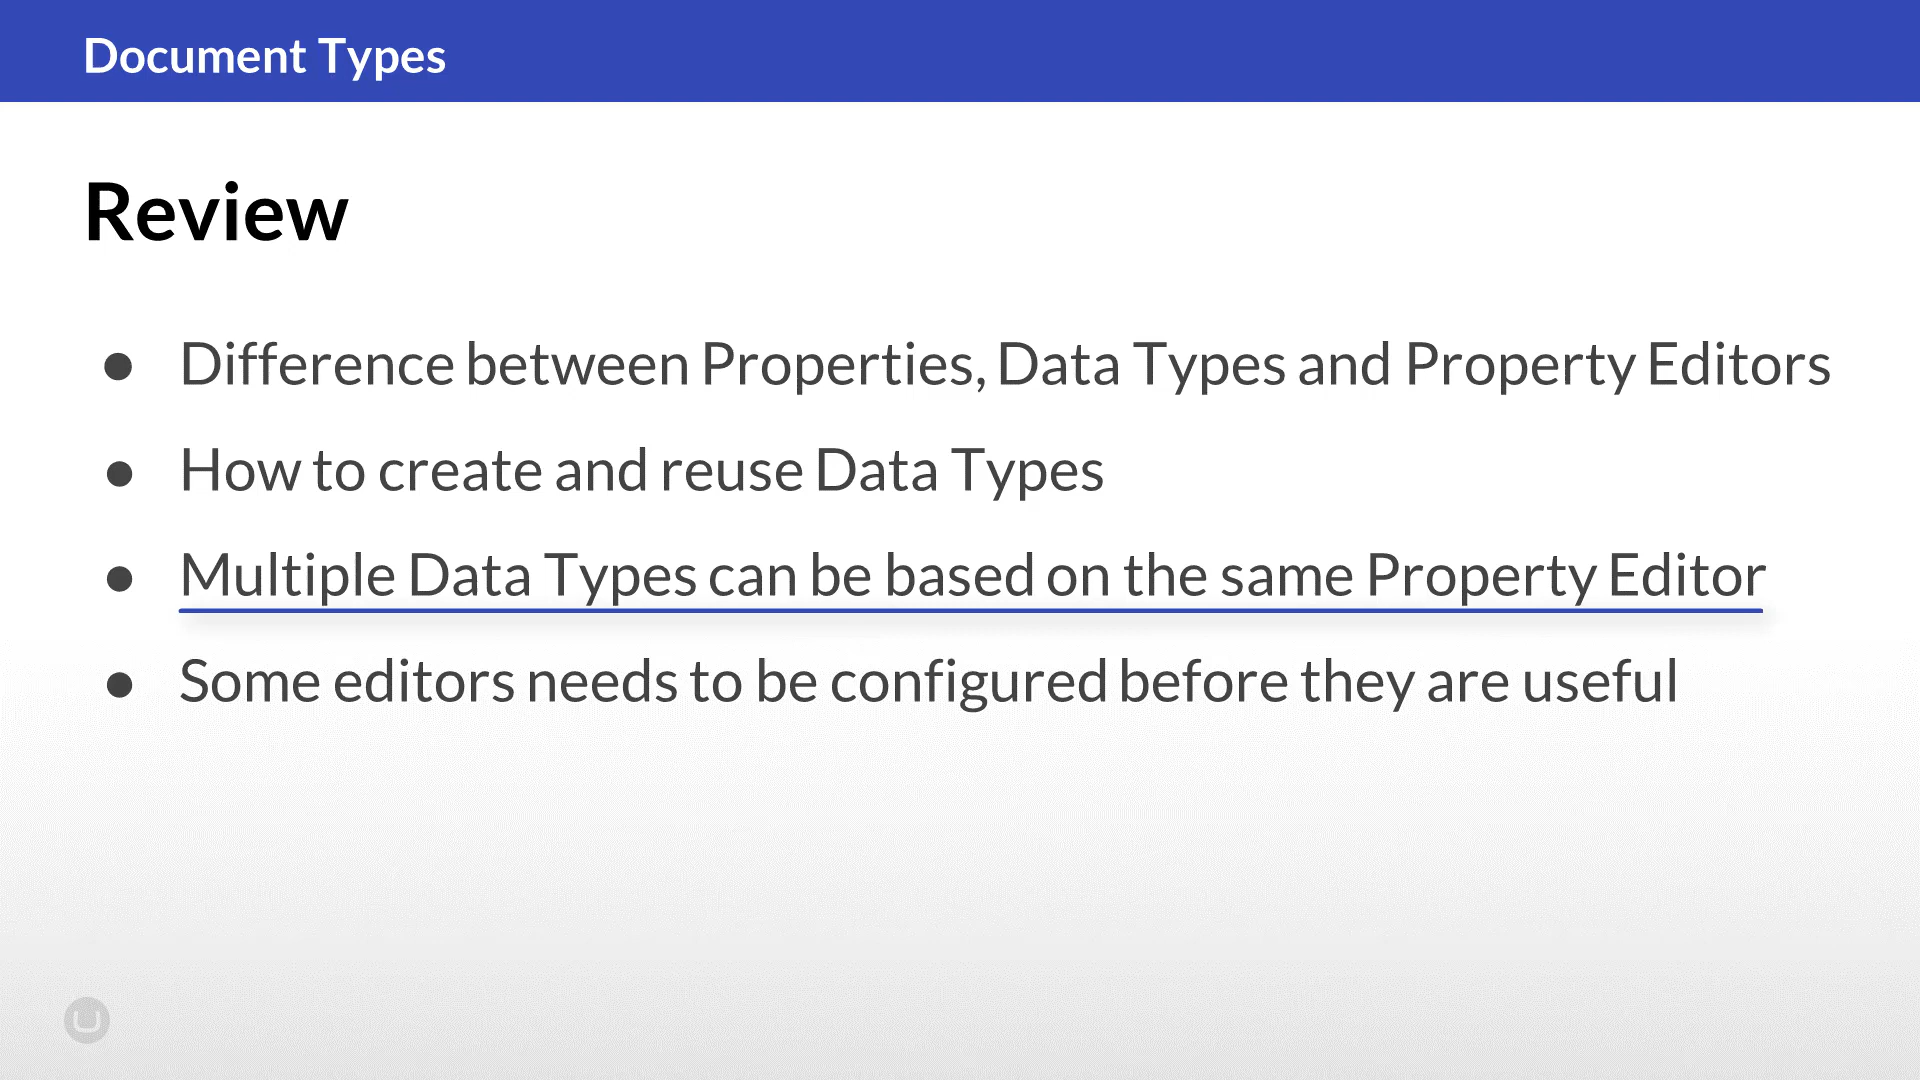 Document Types
Review
● Difference between Properties, Data Types and Property Editors
● How to create and reuse Data Types
● Multiple Data Types can be based on the same Property Editor
● Some editors needs to be configured before they are useful